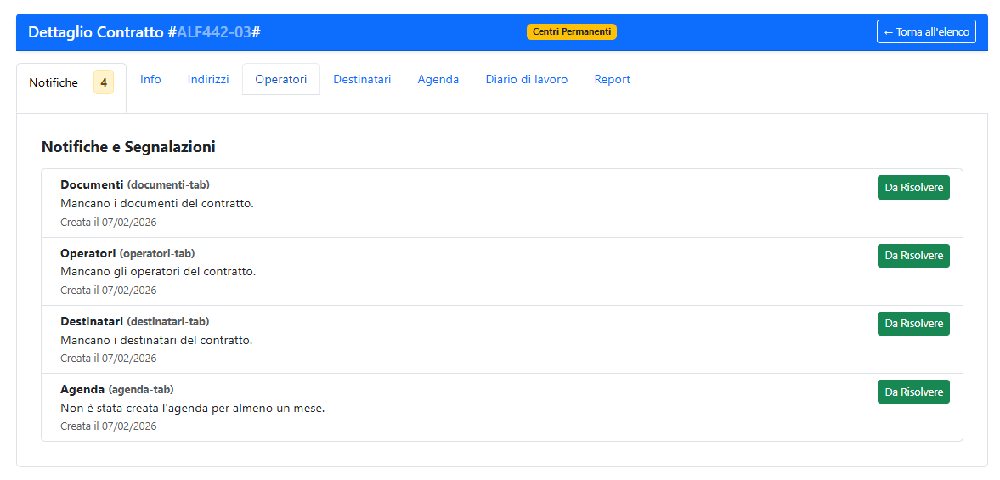 Dettaglio Contratto #ALF442-03#
Centri Permanenti
←Torna all'elenco
Notifiche 4 Info Indirizzi Operatori Destinatari Agenda Diario di lavoro Report
Notifiche e Segnalazioni
Documenti (documenti-tab)
Da Risolvere
Mancano i documenti del contratto.
Creata il 07/02/2026
Operatori (operatori-tab)
Da Risolvere
Mancano gli operatori del contratto.
Creata il 07/02/2026
Destinatari (destinatari-tab)
Da Risolvere
Mancano i destinatari del contratto.
Creata il 07/02/2026
Agenda (agenda-tab)
Da Risolvere
Non è stata creata l'agenda per almeno un mese.
Creata il 07/02/2026